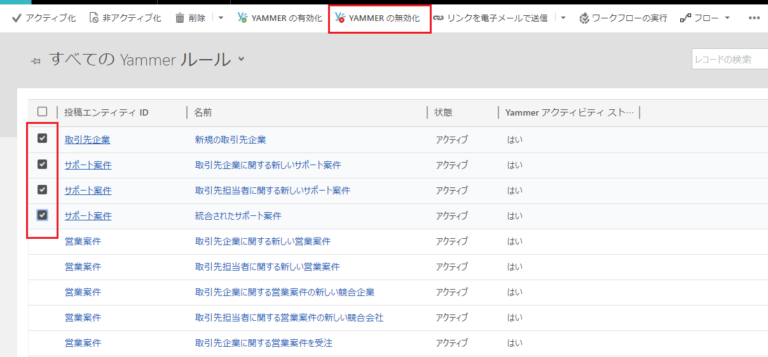 アクティブ化 非アクティブ化 削除 YAMMER の有効化 YAMMER の無効化 リンクを電子メールで送信 ワークフローの実行 フロー
すべての Yammer ルール
レコードの検索
投稿エンティティ ID 名前 状態 Yammer アクティビティ スト…
取引先企業 新規の取引先企業 アクティブ はい
サポート案件 取引先企業に関する新しいサポート案件 アクティブ はい
サポート案件 取引先担当者に関する新しいサポート案件 アクティブ はい
サポート案件 統合されたサポート案件 アクティブ はい
営業案件 取引先企業に関する新しい営業案件 アクティブ はい
営業案件 取引先担当者に関する新しい営業案件 アクティブ はい
営業案件 取引先企業に関する営業案件の新しい競合企業 アクティブ はい
営業案件 取引先担当者に関する営業案件の新しい競合会社 アクティブ はい
営業案件 取引先企業に関する営業案件を受注 アクティブ はい